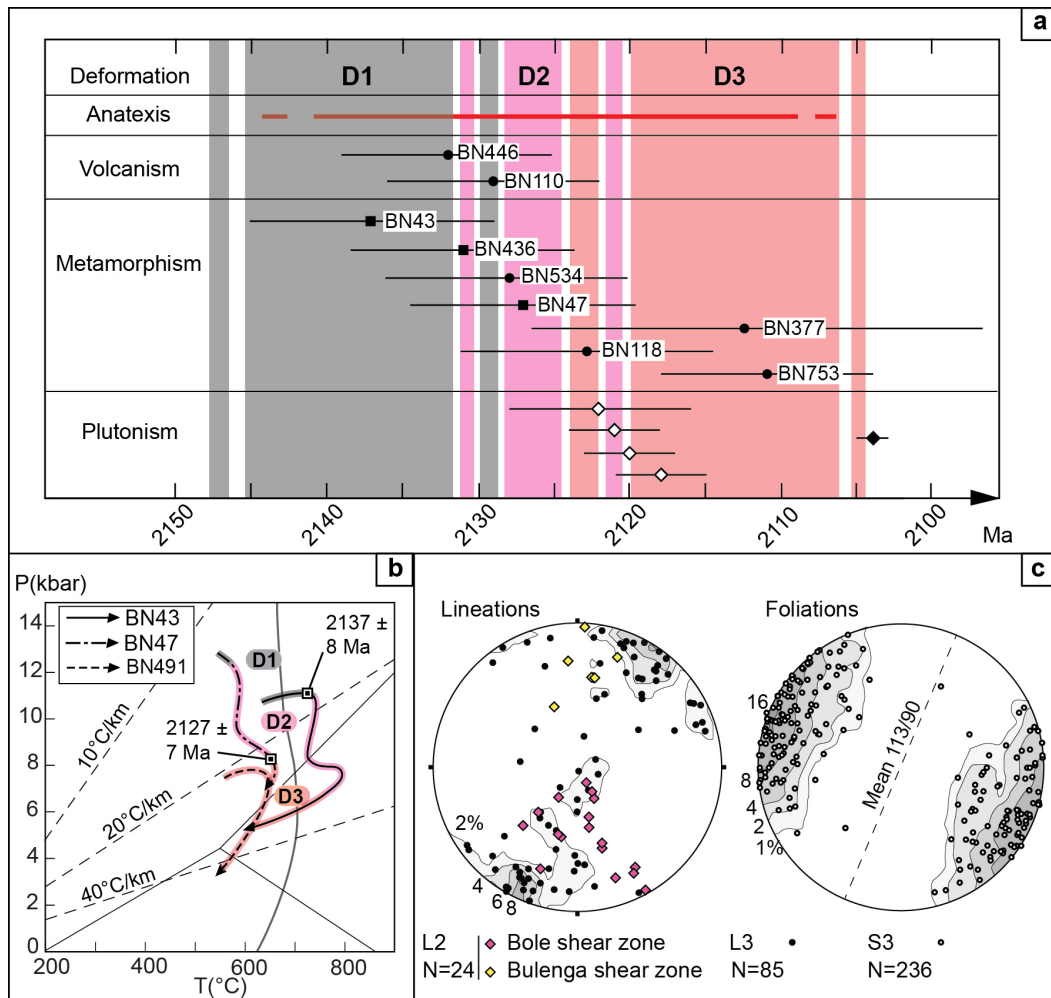 a
Deformation D1 D2 D3
Anatexis
Volcanism
BN446
BN110
Metamorphism
BN43
BN436
BN534
BN47
BN377
BN118
BN753
Plutonism
2150 2140 2130 2120 2110 2100 Ma
b
P(kbar)
14
12
10
8
6
4
2
0
BN43
BN47
BN491
2137 ±
8 Ma
D1
D2
2127 ±
7 Ma
D3
10°C/km
20°C/km
40°C/km
200 400 600 800
T(°C)
c
Lineations
2%
4
6
8
Foliations
16
8
4
2
1%
Mean 113/90
L2
N=24
Bole shear zone
Bulenga shear zone
L3
N=85
S3
N=236